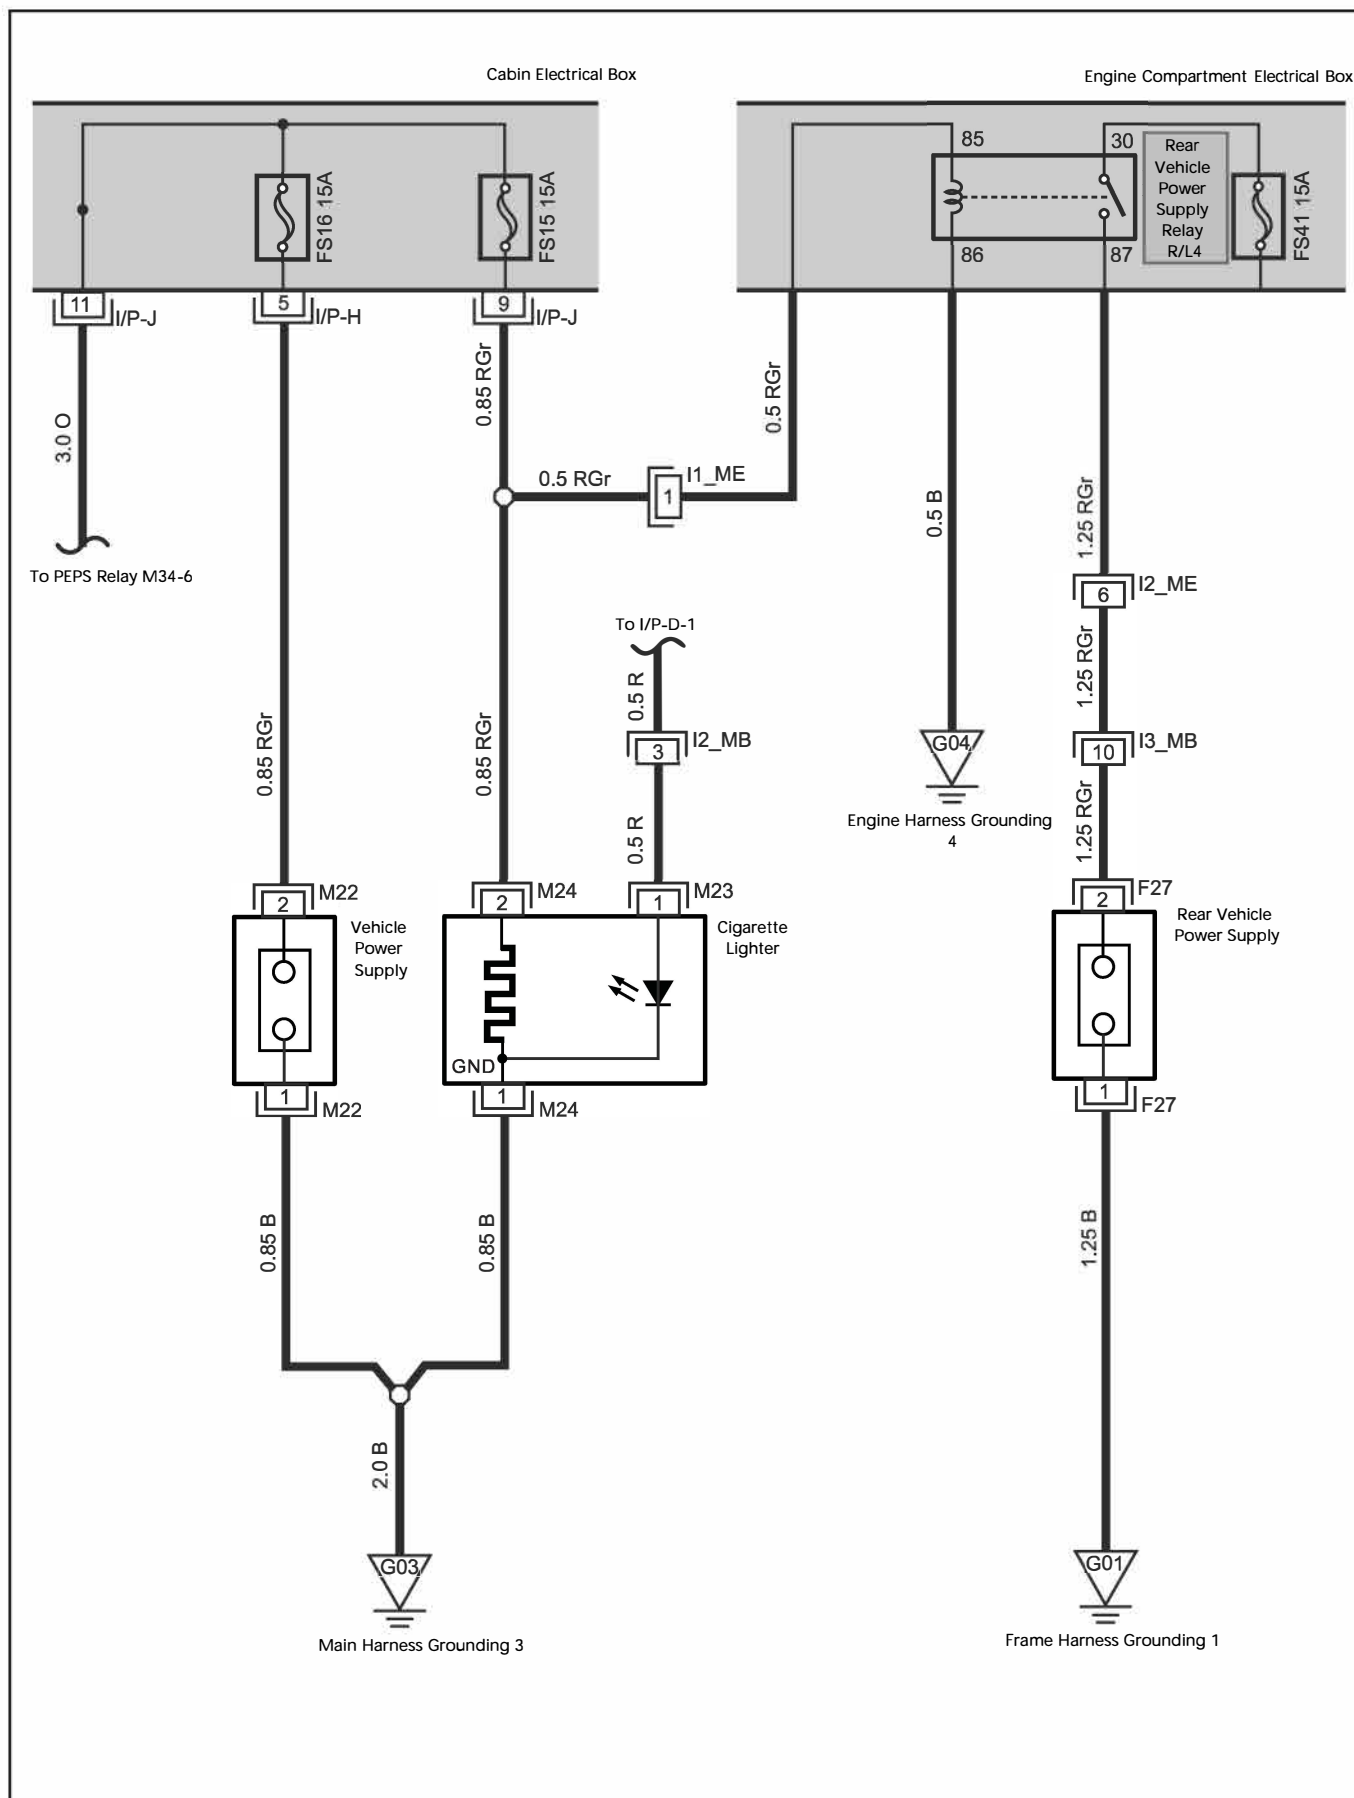 Cabin Electrical Box
Engine Compartment Electrical Box
FS16 15A
FS15 15A
85
30
86
87
Rear
Vehicle
Power
Supply
Relay
R/L4
FS41 15A
11
I/P-J
5
I/P-H
9
I/P-J
3.0 O
0.85 RGr
0.5 RGr
0.5 RGr
I1_ME
1
0.5 B
1.25 RGr
To PEPS Relay M34-6
6
I2_ME
To I/P-D-1
0.5 R
1.25 RGr
0.85 RGr
0.85 RGr
3
I2_MB
G04
10
I3_MB
Engine Harness Grounding
4
0.5 R
1.25 RGr
2
M22
2
M24
1
M23
2
F27
Vehicle
Power
Supply
Cigarette
Lighter
Rear Vehicle
Power Supply
GND
1
M22
1
M24
1
F27
0.85 B
0.85 B
1.25 B
2.0 B
G03
G01
Main Harness Grounding 3
Frame Harness Grounding 1